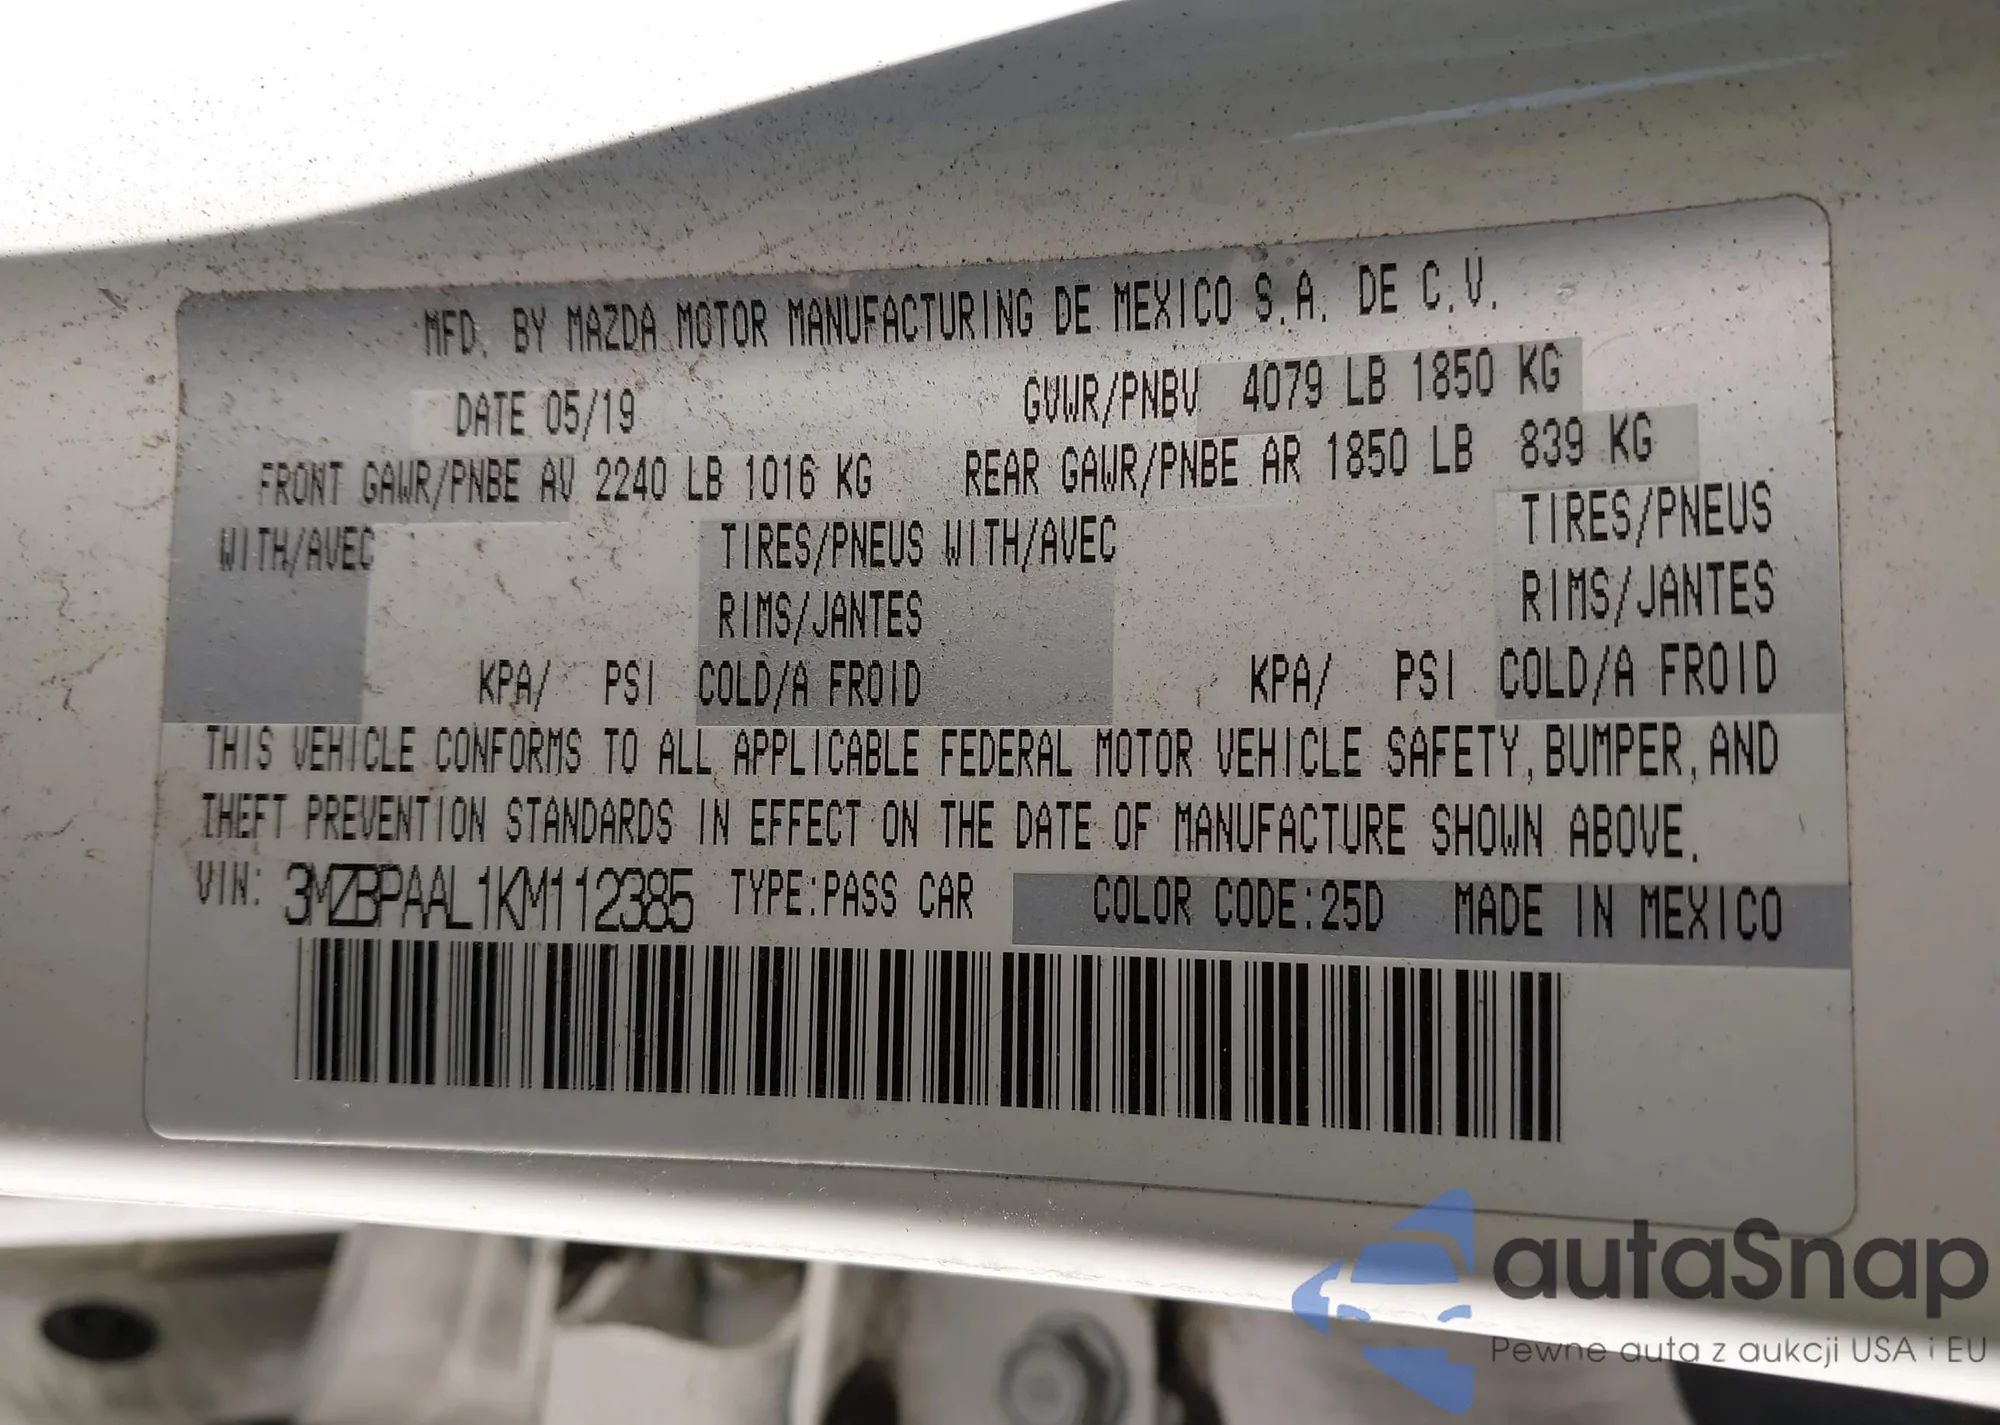 MFD. BY MAZDA MOTOR MANUFACTURING DE MEXICO S.A. DE C.V.
DATE 05/19 GVWR/PNBV 4079 LB 1850 KG
FRONT GAWR/PNBE AV 2240 LB 1016 KG REAR GAWR/PNBE AR 1850 LB 839 KG
WITH/AVEC TIRES/PNEUS WITH/AVEC TIRES/PNEUS
RIMS/JANTES RIMS/JANTES
KPA/ PSI COLD/A FROID KPA/ PSI COLD/A FROID
THIS VEHICLE CONFORMS TO ALL APPLICABLE FEDERAL MOTOR VEHICLE SAFETY, BUMPER, AND
THEFT PREVENTION STANDARDS IN EFFECT ON THE DATE OF MANUFACTURE SHOWN ABOVE.
VIN: 3MZBPAAL1KM112385 TYPE:PASS CAR COLOR CODE:25D MADE IN MEXICO
autaSnap
Pewne auta z aukcji USA i EU